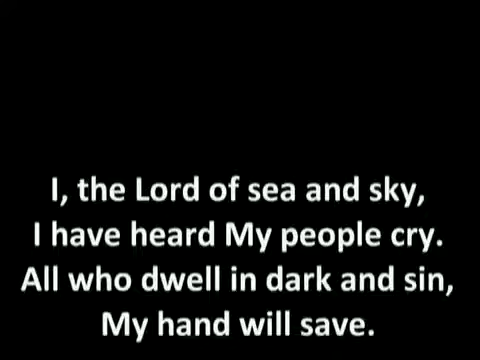 I, the Lord of sea and sky,
I have heard My people cry.
All who dwell in dark and sin,
My hand will save.